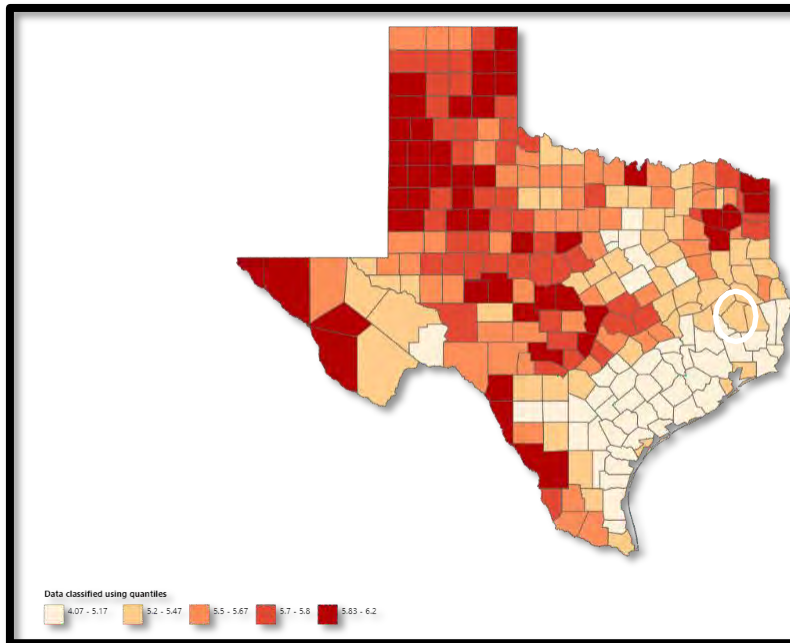 Data classified using quantiles
4.07 - 5.17 5.2 - 5.47 5.5 - 5.67 5.7 - 5.8 5.83 - 6.2